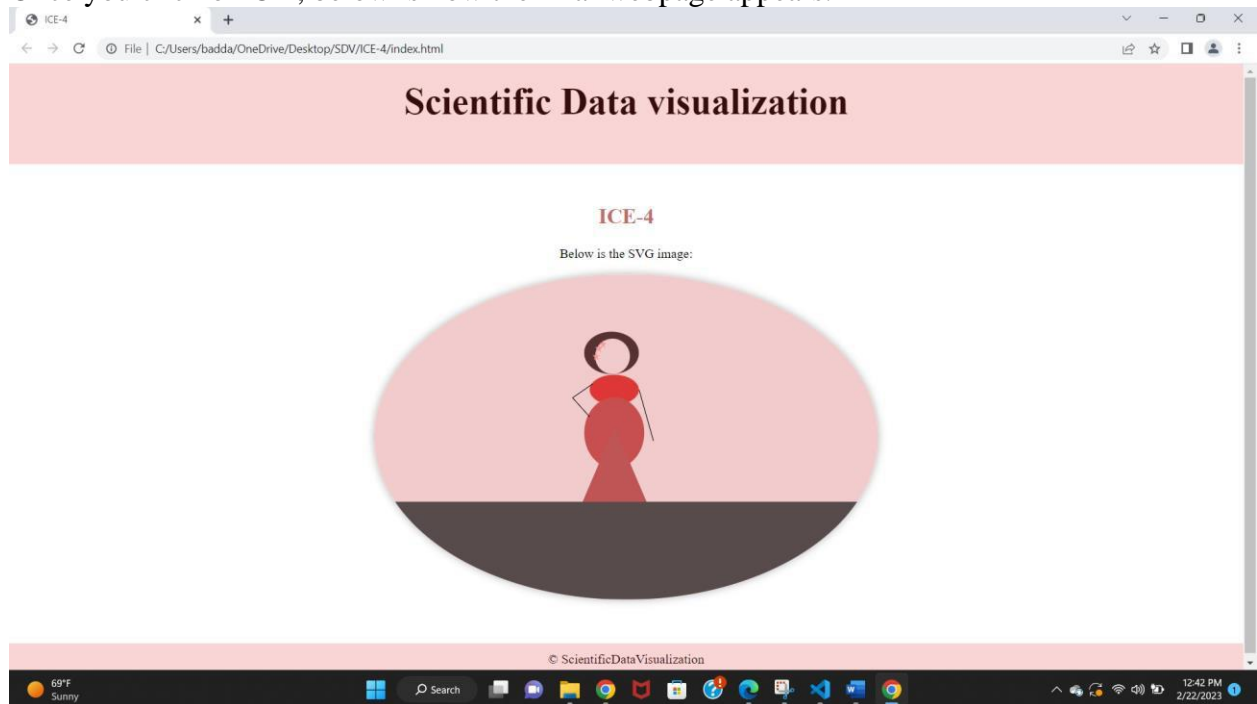 ICE-4
File | C:/Users/badda/OneDrive/Desktop/SDV/ICE-4/index.html
Scientific Data visualization
ICE-4
Below is the SVG image:
© ScientificDataVisualization
69°F
Sunny
Search
12:42 PM
2/22/2023
1